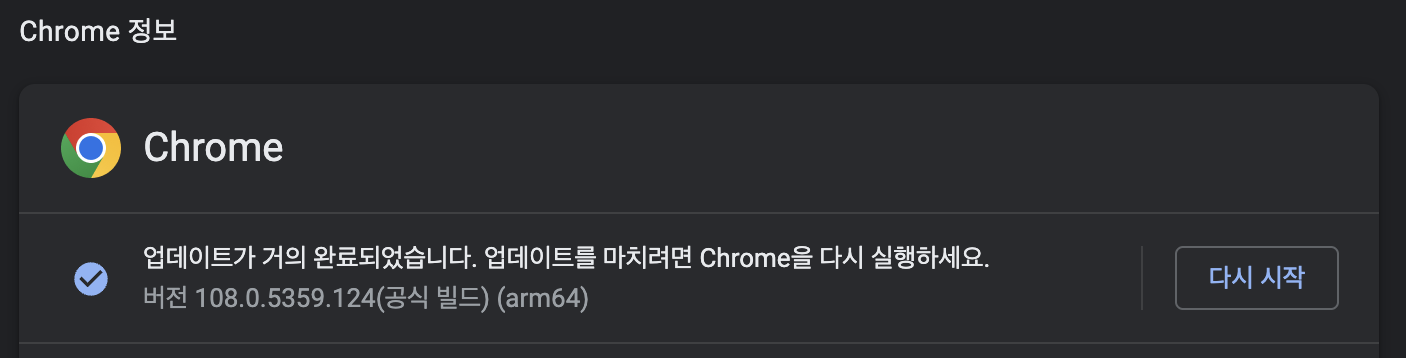 Chrome 정보
Chrome
업데이트가 거의 완료되었습니다. 업데이트를 마치려면 Chrome을 다시 실행하세요.
버전 108.0.5359.124(공식 빌드) (arm64)
다시 시작